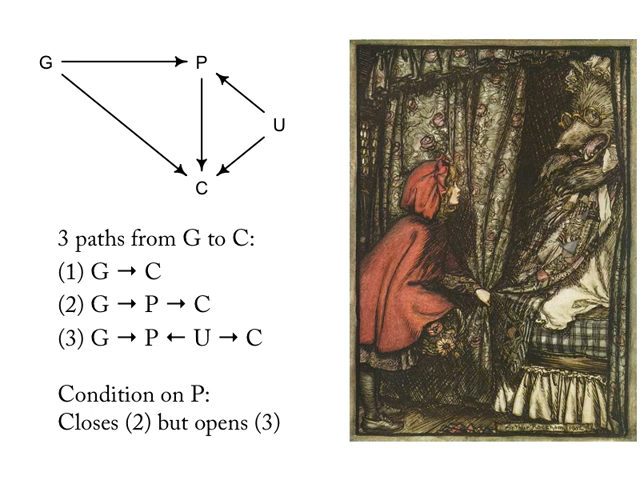 G
P
U
C
3 paths from G to C:
(1) G → C
(2) G → P → C
(3) G → P ← U → C
Condition on P:
Closes (2) but opens (3)